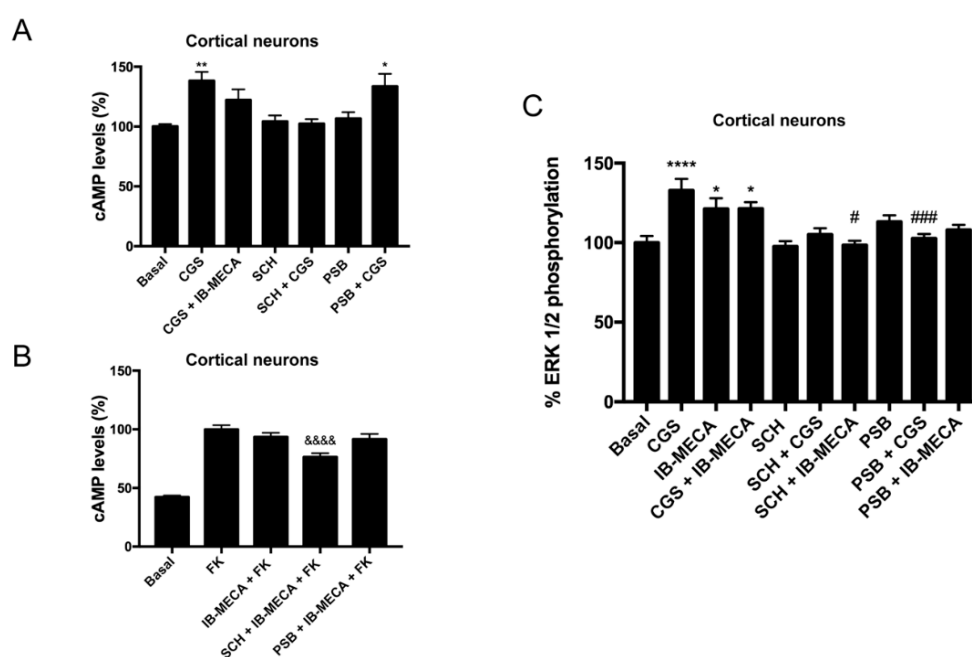 A
Cortical neurons
cAMP levels (%)
150
100
50
0
**
*
Basal
CGS
CGS + IB-MECA
SCH
SCH + CGS
PSB
PSB + CGS
B
Cortical neurons
cAMP levels (%)
150
100
50
0
&&&&
Basal
FK
IB-MECA + FK
SCH + IB-MECA + FK
PSB + IB-MECA + FK
C
Cortical neurons
% ERK 1/2 phosphorylation
150
100
50
0
****
*
*
#
###
Basal
CGS
IB-MECA
CGS + IB-MECA
SCH
SCH + CGS
SCH + IB-MECA
PSB
PSB + CGS
PSB + IB-MECA